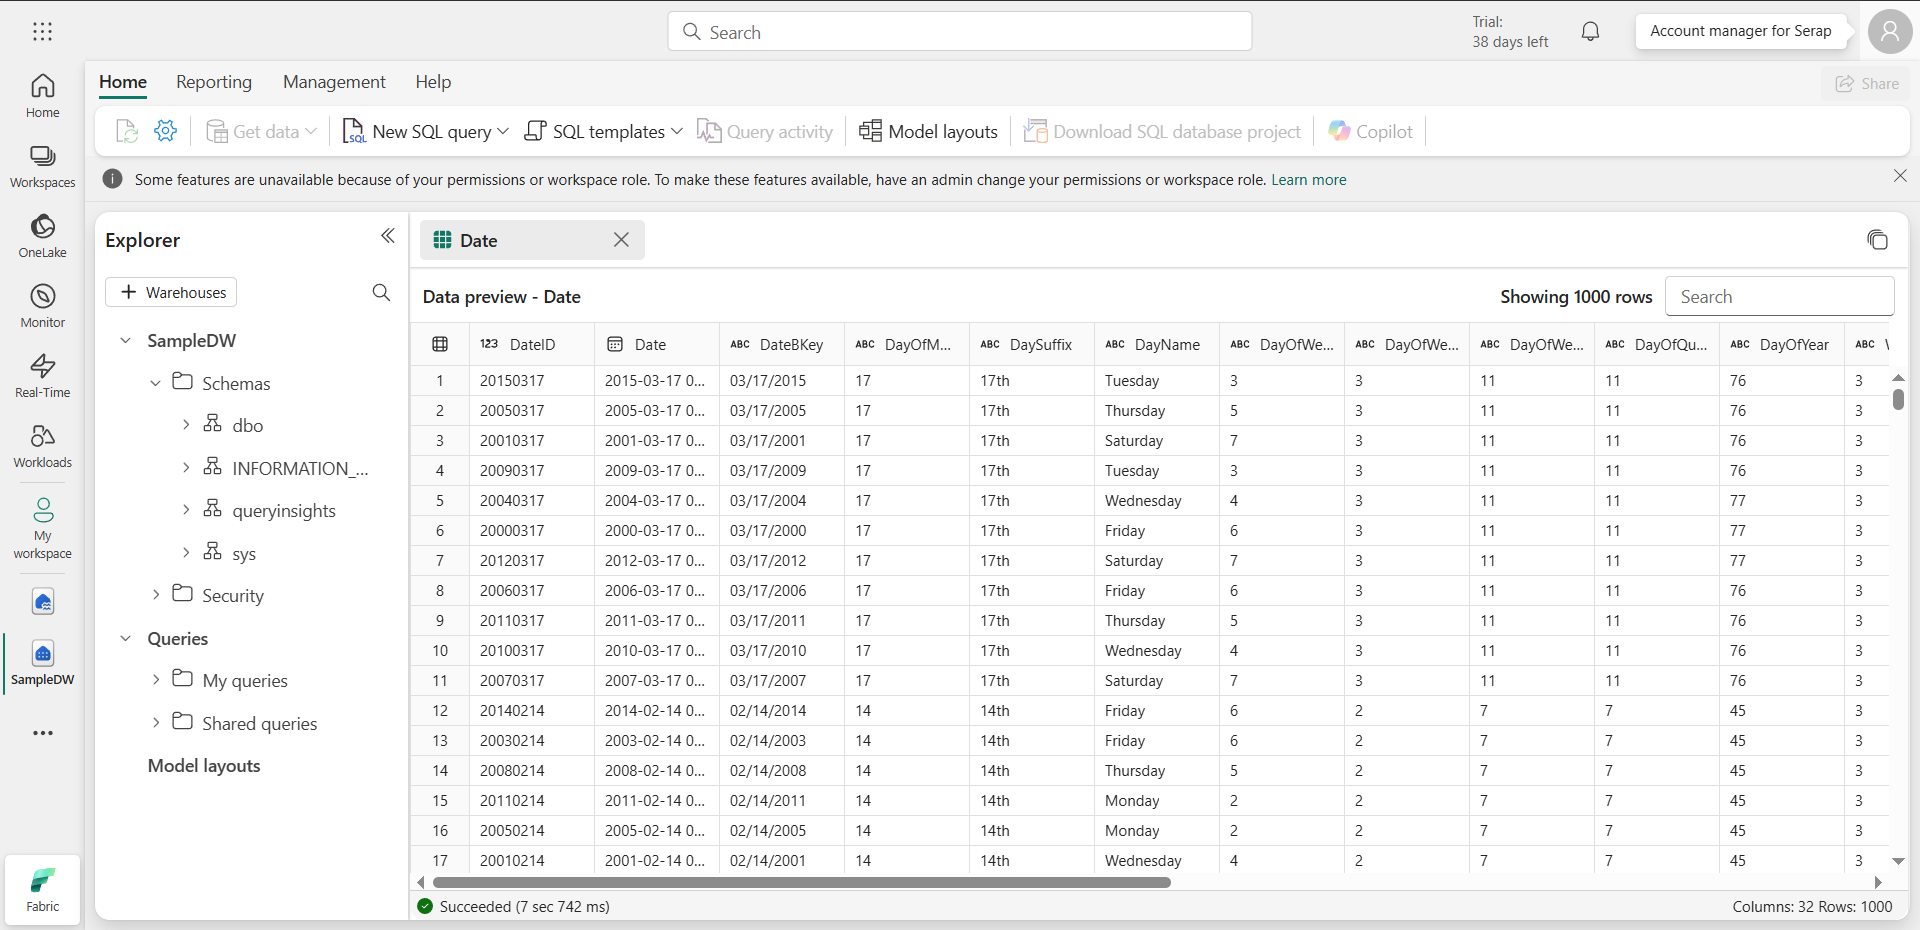 Search
Trial:
38 days left
Account manager for Serap
Home
Workspaces
OneLake
Monitor
Real-Time
Workloads
My
workspace
SampleDW
Fabric
Home Reporting Management Help
Share
Get data New SQL query SQL templates Query activity Model layouts Download SQL database project Copilot
Some features are unavailable because of your permissions or workspace role. To make these features available, have an admin change your permissions or workspace role. Learn more
Explorer
Warehouses
SampleDW
Schemas
dbo
INFORMATION_...
queryinsights
sys
Security
Queries
My queries
Shared queries
Model layouts
Date
Data preview - Date
Showing 1000 rows
Search
123 DateID Date ABC DateBKey ABC DayOfM... ABC DaySuffix ABC DayName ABC DayOfWe... ABC DayOfWe... ABC DayOfWe... ABC DayOfQu... ABC DayOfYear ABC
1 20150317 2015-03-17 0... 03/17/2015 17 17th Tuesday 3 3 11 11 76 3
2 20050317 2005-03-17 0... 03/17/2005 17 17th Thursday 5 3 11 11 76 3
3 20010317 2001-03-17 0... 03/17/2001 17 17th Saturday 7 3 11 11 76 3
4 20090317 2009-03-17 0... 03/17/2009 17 17th Tuesday 3 3 11 11 76 3
5 20040317 2004-03-17 0... 03/17/2004 17 17th Wednesday 4 3 11 11 77 3
6 20000317 2000-03-17 0... 03/17/2000 17 17th Friday 6 3 11 11 77 3
7 20120317 2012-03-17 0... 03/17/2012 17 17th Saturday 7 3 11 11 77 3
8 20060317 2006-03-17 0... 03/17/2006 17 17th Friday 6 3 11 11 76 3
9 20110317 2011-03-17 0... 03/17/2011 17 17th Thursday 5 3 11 11 76 3
10 20100317 2010-03-17 0... 03/17/2010 17 17th Wednesday 4 3 11 11 76 3
11 20070317 2007-03-17 0... 03/17/2007 17 17th Saturday 7 3 11 11 76 3
12 20140214 2014-02-14 0... 02/14/2014 14 14th Friday 6 2 7 7 45 3
13 20030214 2003-02-14 0... 02/14/2003 14 14th Friday 6 2 7 7 45 3
14 20080214 2008-02-14 0... 02/14/2008 14 14th Thursday 5 2 7 7 45 3
15 20110214 2011-02-14 0... 02/14/2011 14 14th Monday 2 2 7 7 45 3
16 20050214 2005-02-14 0... 02/14/2005 14 14th Monday 2 2 7 7 45 3
17 20010214 2001-02-14 0... 02/14/2001 14 14th Wednesday 4 2 7 7 45 3
Succeeded (7 sec 742 ms)
Columns: 32 Rows: 1000